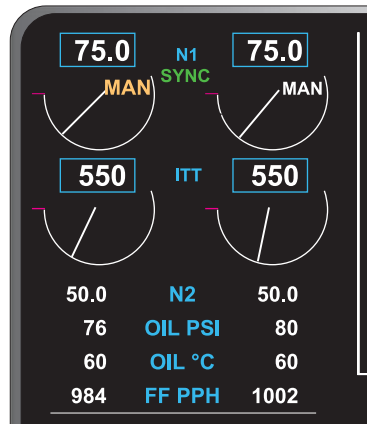 75.0 N1 75.0
SYNC
MAN MAN
550 ITT 550
50.0 N2 50.0
76 OIL PSI 80
60 OIL °C 60
984 FF PPH 1002